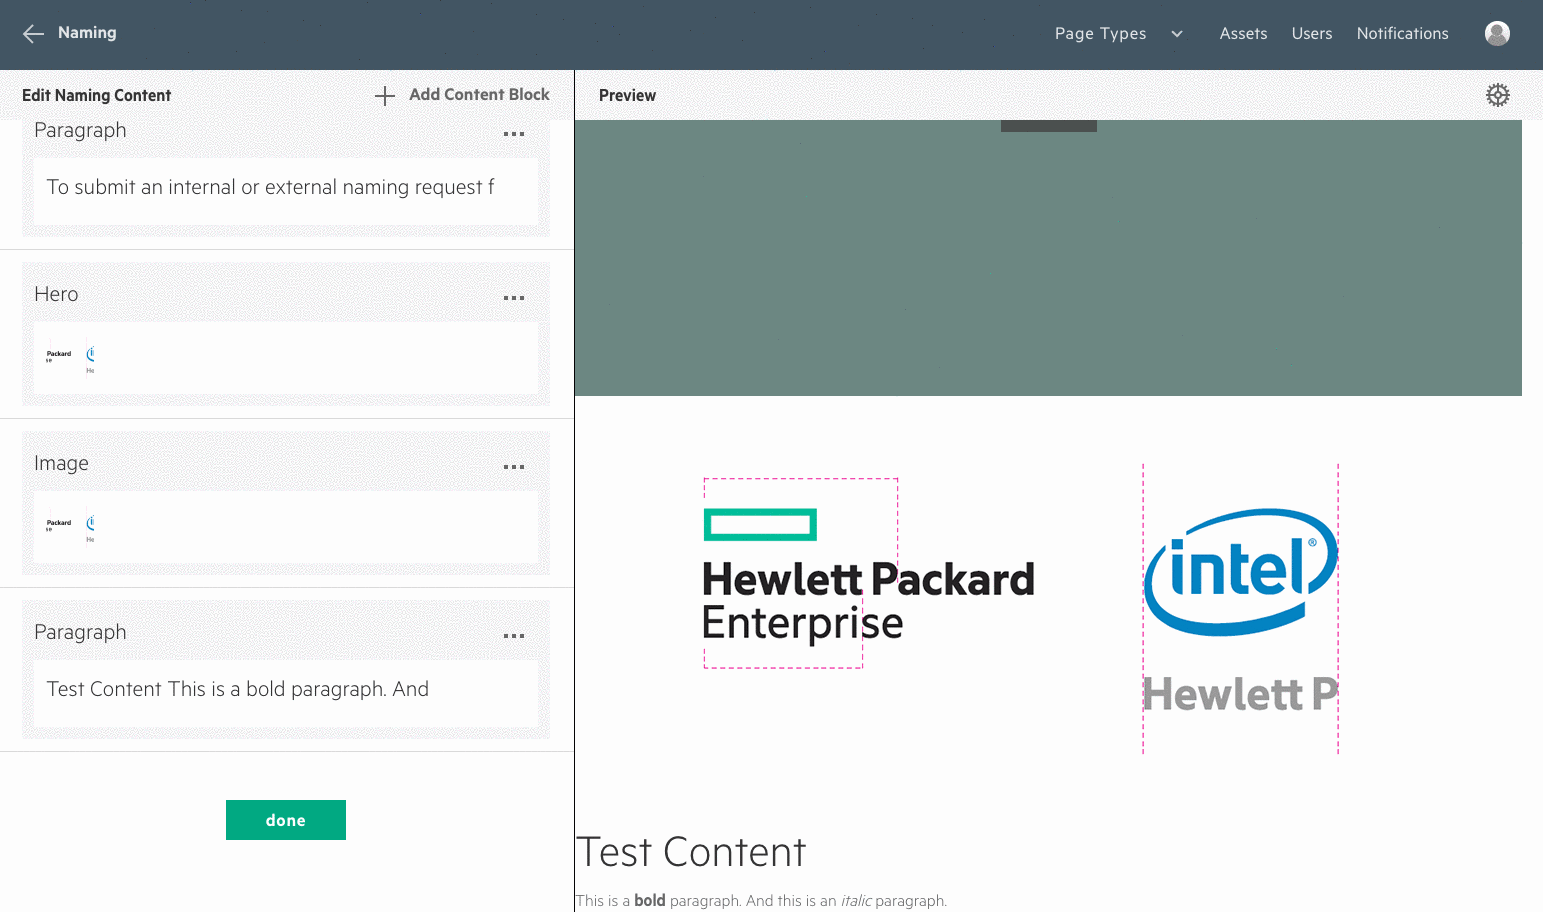 Naming
Page Types
Assets
Users
Notifications
Edit Naming Content
Add Content Block
Preview
Paragraph
To submit an internal or external naming request f
Hero
Packard
se
He
Image
Packard
se
He
Paragraph
Test Content This is a bold paragraph. And
done
Hewlett Packard
Enterprise
intel®
Hewlett P
Test Content
This is a bold paragraph. And this is an italic paragraph.